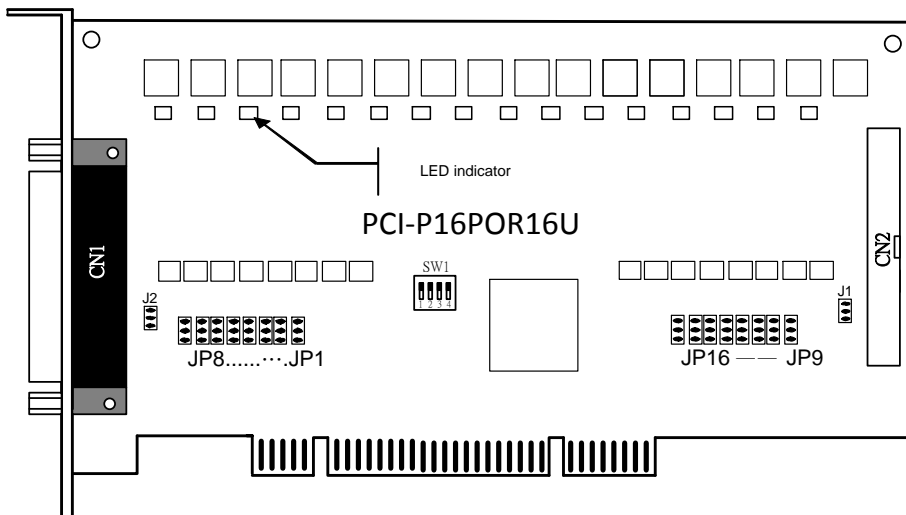 LED indicator
PCI-P16POR16U
CN1
CN2
SW1
1 2 3 4
J2
J1
JP8......….JP1
JP16 —— JP9